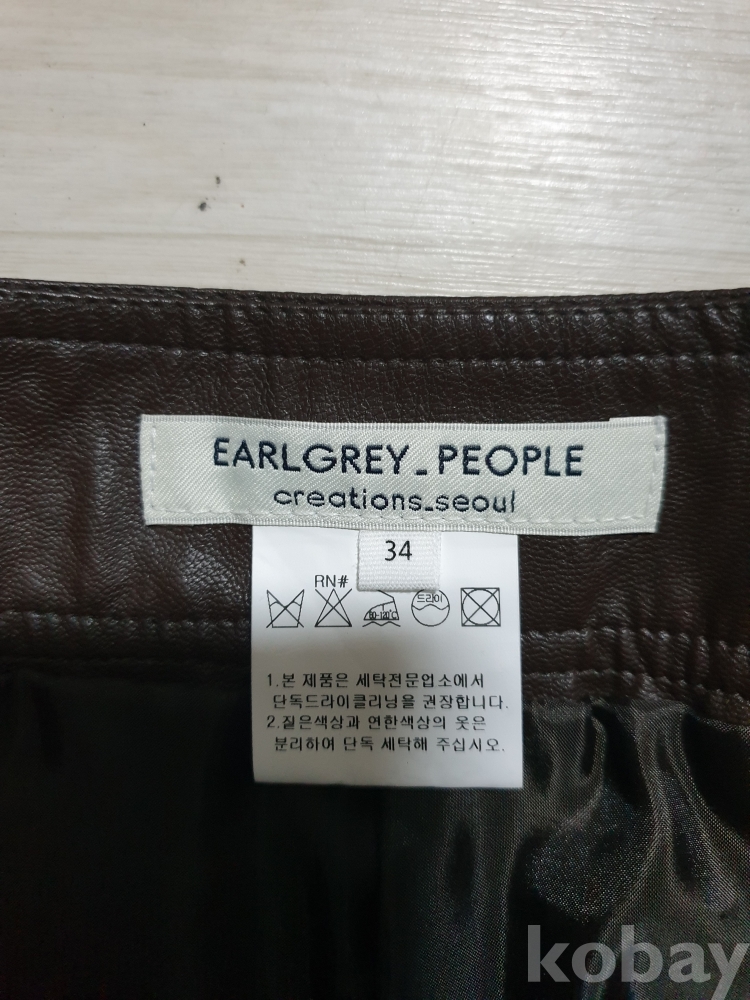 EARLGREY_PEOPLE
creations_seoul
34
RN#
80-120℃
드라이
1.본 제품은 세탁전문업소에서
단독드라이클리닝을 권장합니다.
2.짙은색상과 연한색상의 옷은
분리하여 단독 세탁해 주십시오.
kobay